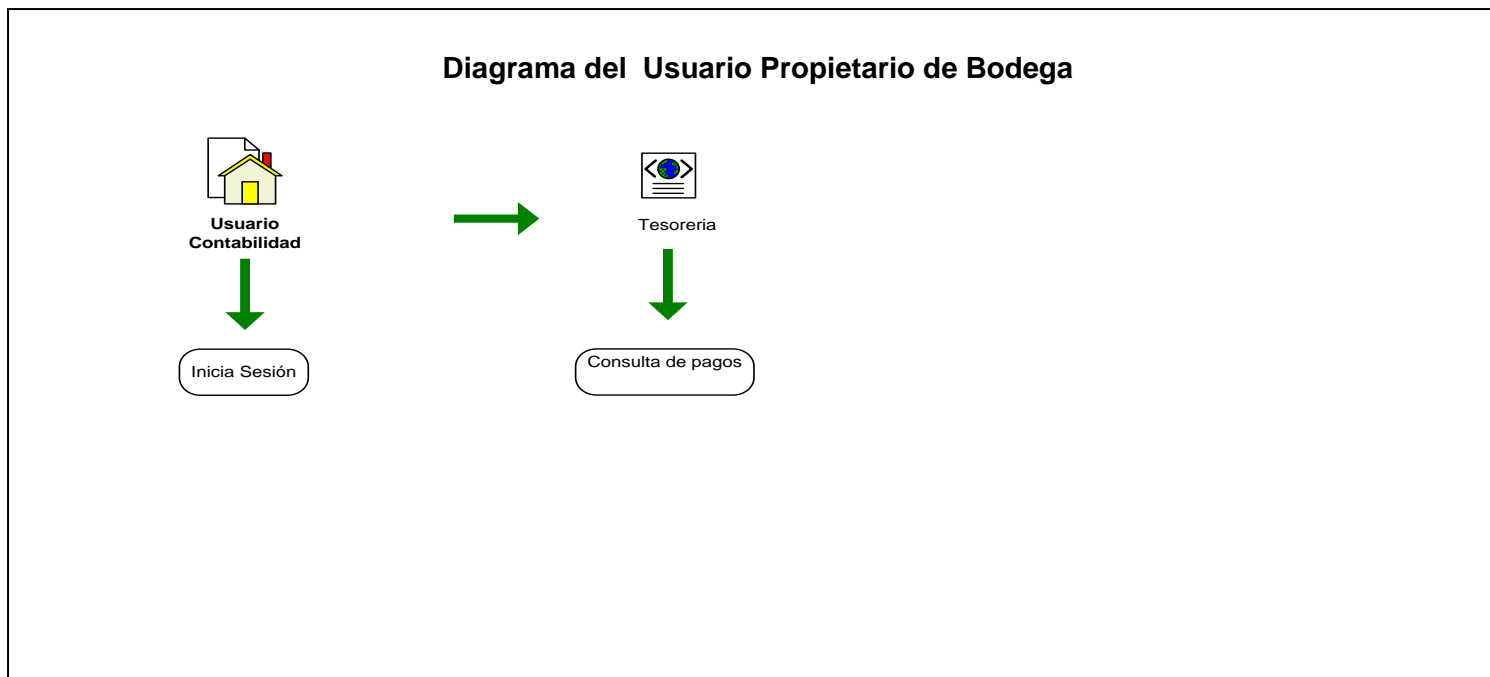 Diagrama del  Usuario Propietario de Bodega
Usuario
Contabilidad
Tesoreria
Inicia Sesión
Consulta de pagos